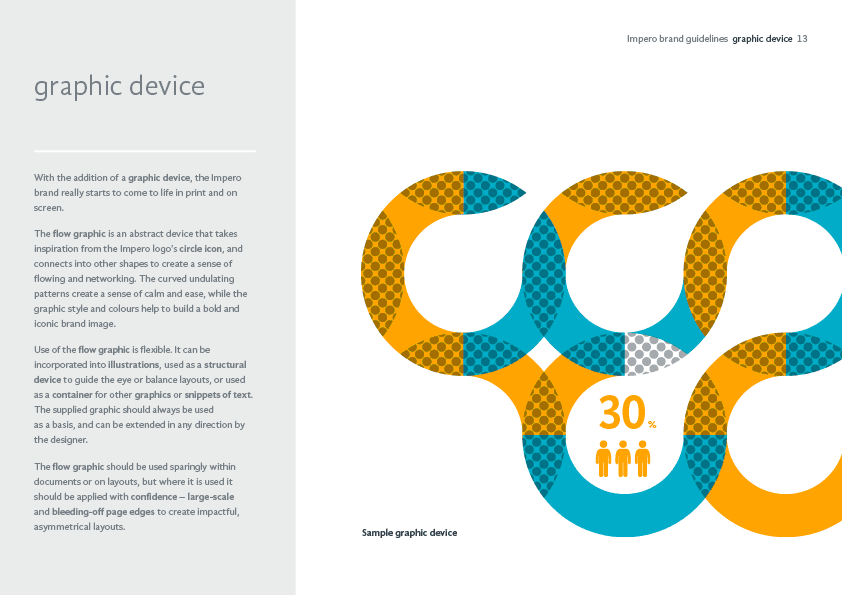 Impero brand guidelines graphic device 13
graphic device
With the addition of a graphic device, the Impero
brand really starts to come to life in print and on
screen.
The flow graphic is an abstract device that takes
inspiration from the Impero logo's circle icon, and
connects into other shapes to create a sense of
flowing and networking. The curved undulating
patterns create a sense of calm and ease, while the
graphic style and colours help to build a bold and
iconic brand image.
Use of the flow graphic is flexible. It can be
incorporated into illustrations, used as a structural
device to guide the eye or balance layouts, or used
as a container for other graphics or snippets of text.
The supplied graphic should always be used
as a basis, and can be extended in any direction by
the designer.
The flow graphic should be used sparingly within
documents or on layouts, but where it is used it
should be applied with confidence – large-scale
and bleeding-off page edges to create impactful,
asymmetrical layouts.
30%
Sample graphic device